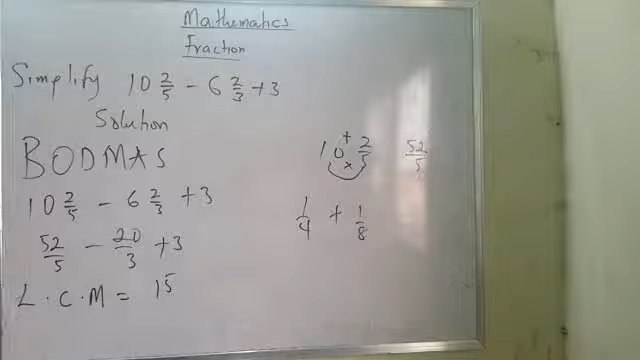 Mathematics
Fraction
Simplify 10 2/5 - 6 2/3 + 3
Solution
BODMAS
10 2/5 - 6 2/3 + 3
52/5 - 20/3 + 3
L.C.M = 15
10 + 2/5 × 52/5
1/4 + 1/8